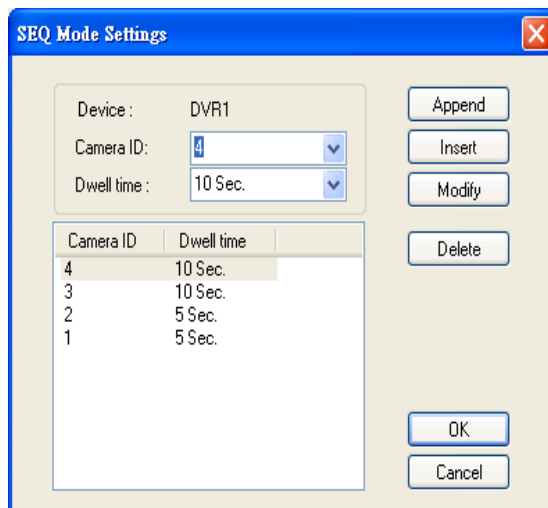 SEQ Mode Settings
Device : DVR1
Camera ID: 4
Dwell time : 10 Sec.
Append
Insert
Modify
Delete
Camera ID Dwell time
4 10 Sec.
3 10 Sec.
2 5 Sec.
1 5 Sec.
OK
Cancel